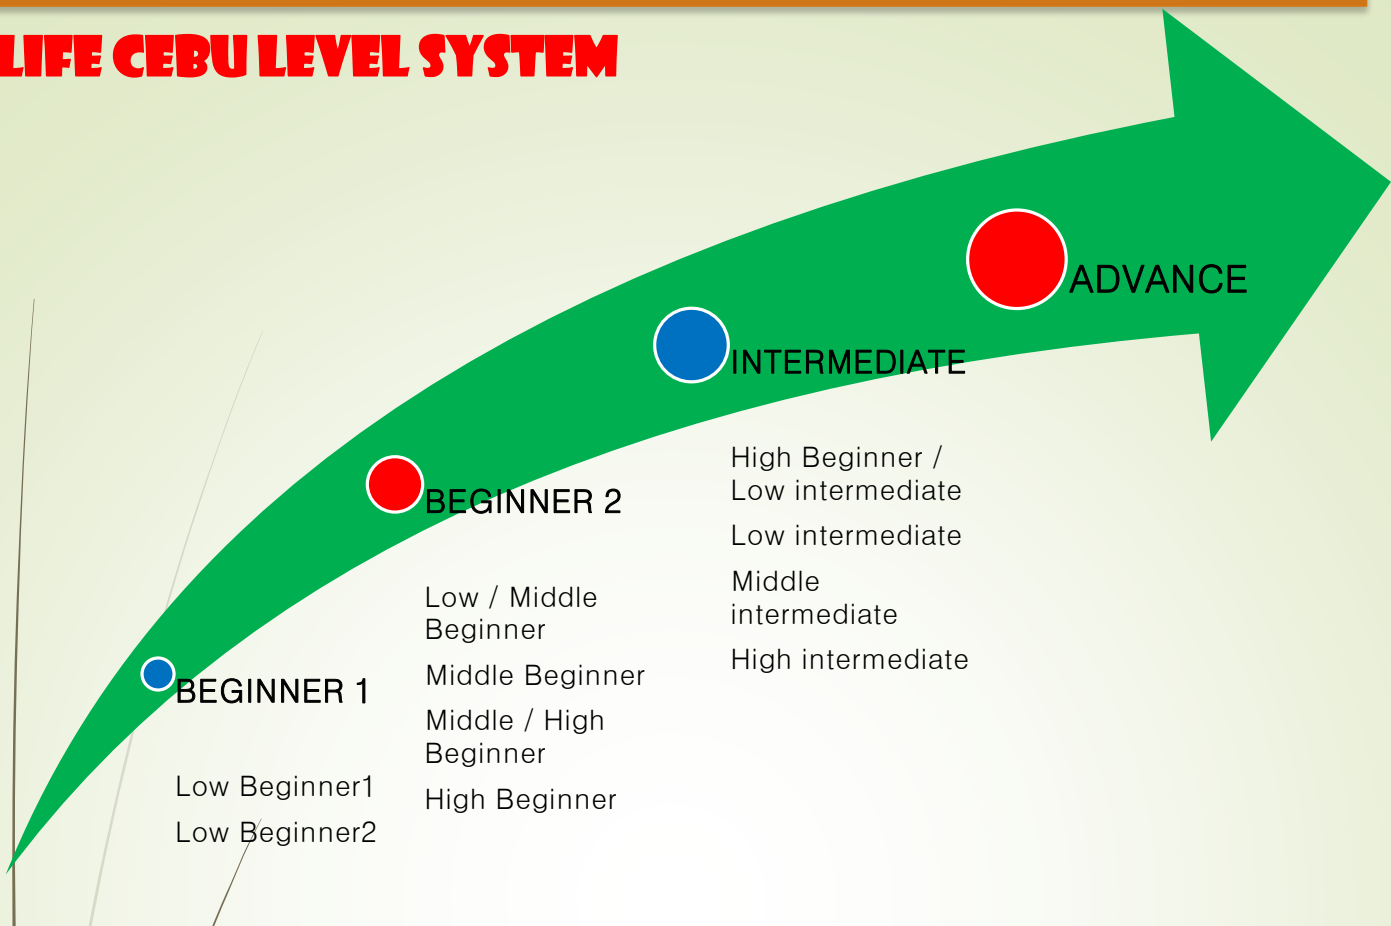 LIFE CEBU LEVEL SYSTEM
ADVANCE
INTERMEDIATE
High Beginner /
Low intermediate
Low intermediate
Middle
intermediate
High intermediate
BEGINNER 2
Low / Middle
Beginner
Middle Beginner
Middle / High
Beginner
High Beginner
BEGINNER 1
Low Beginner1
Low Beginner2